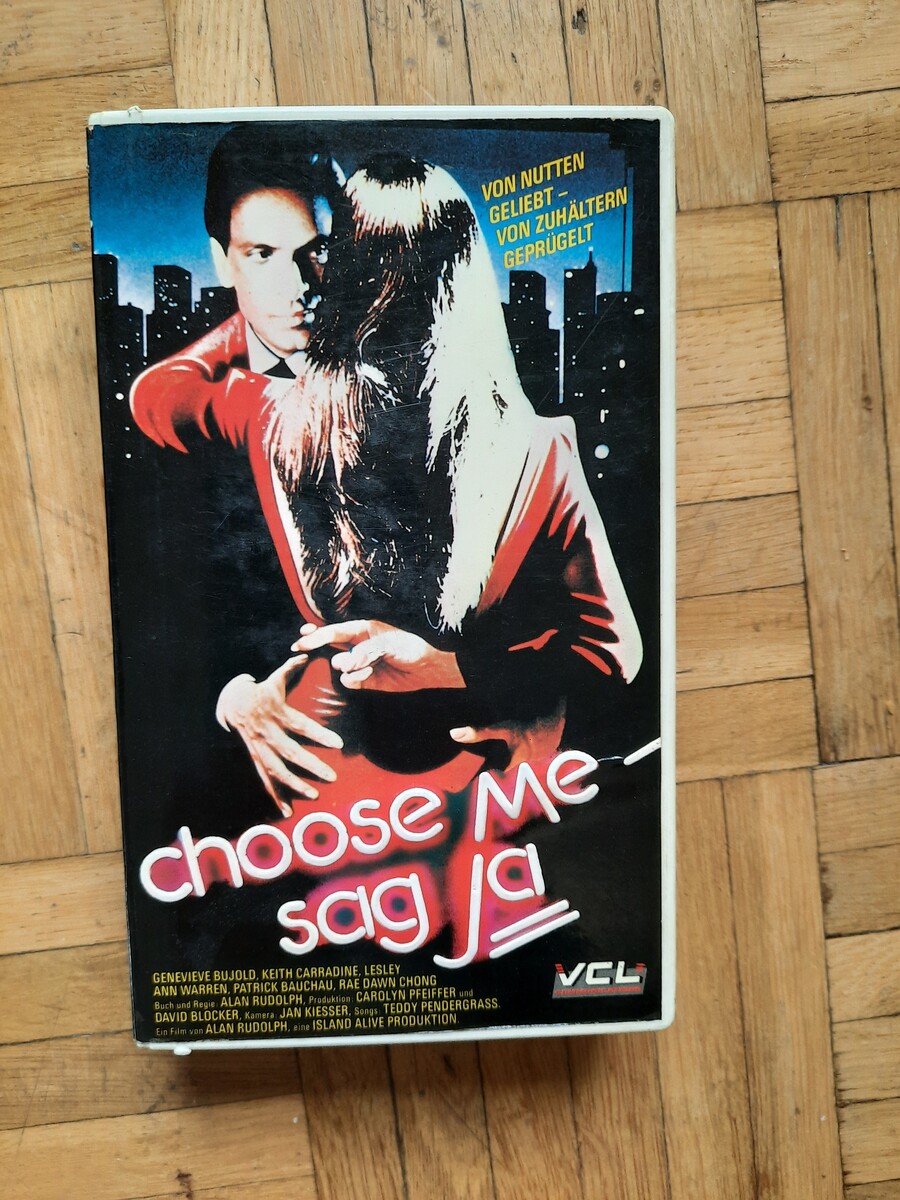 VON NUTTEN
GELIEBT –
VON ZUHÄLTERN
GEPRÜGELT
choose Me –
sag ja
GENEVIEVE BUJOLD, KEITH CARRADINE, LESLEY
ANN WARREN, PATRICK BAUCHAU, RAE DAWN CHONG
Buch und Regie: ALAN RUDOLPH, Produktion: CAROLYN PFEIFFER und
DAVID BLOCKER, Kamera: JAN KIESSER, Songs: TEDDY PENDERGRASS.
Ein Film von ALAN RUDOLPH, eine ISLAND ALIVE PRODUKTION.
VCL